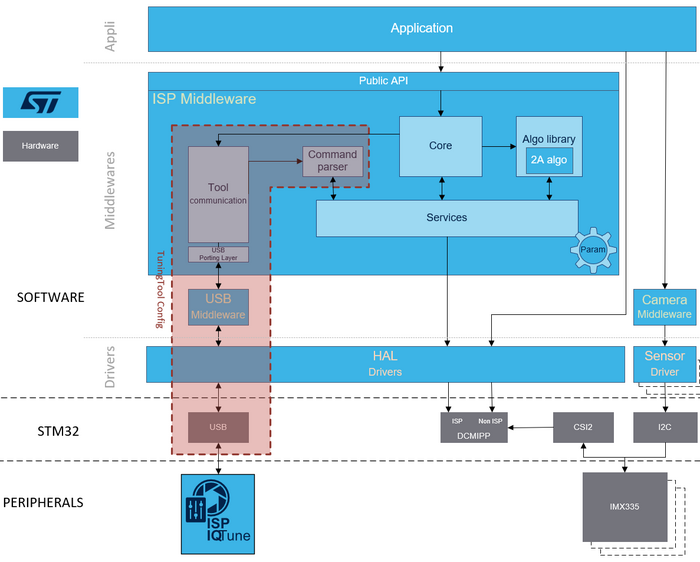 Appli
Application
Public API
ISP Middleware
ST
Hardware
Middlewares
Core
Algo library
2A algo
Command
parser
Tool
communication
Services
USB
Porting Layer
Param
TuningTool Config
SOFTWARE
USB
Middleware
Camera
Middleware
Drivers
HAL
Drivers
Sensor
Driver
STM32
USB
ISP
Non ISP
DCMIPP
CSI2
I2C
PERIPHERALS
ISP
IQTune
IMX335